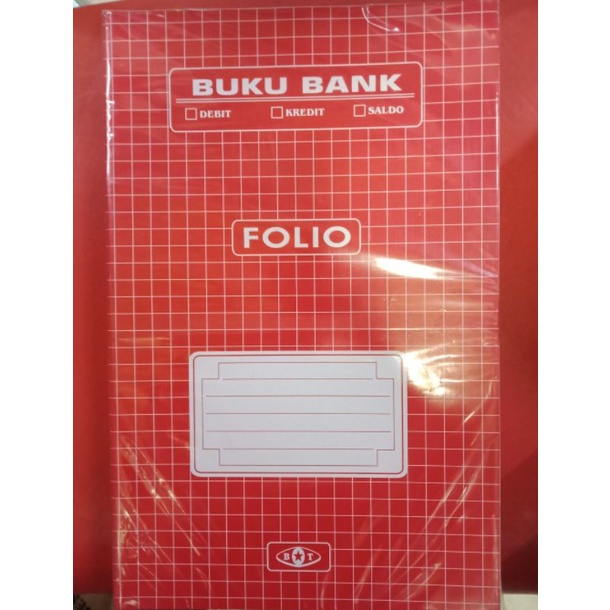 BUKU BANK
DEBIT KREDIT SALDO
FOLIO
B T